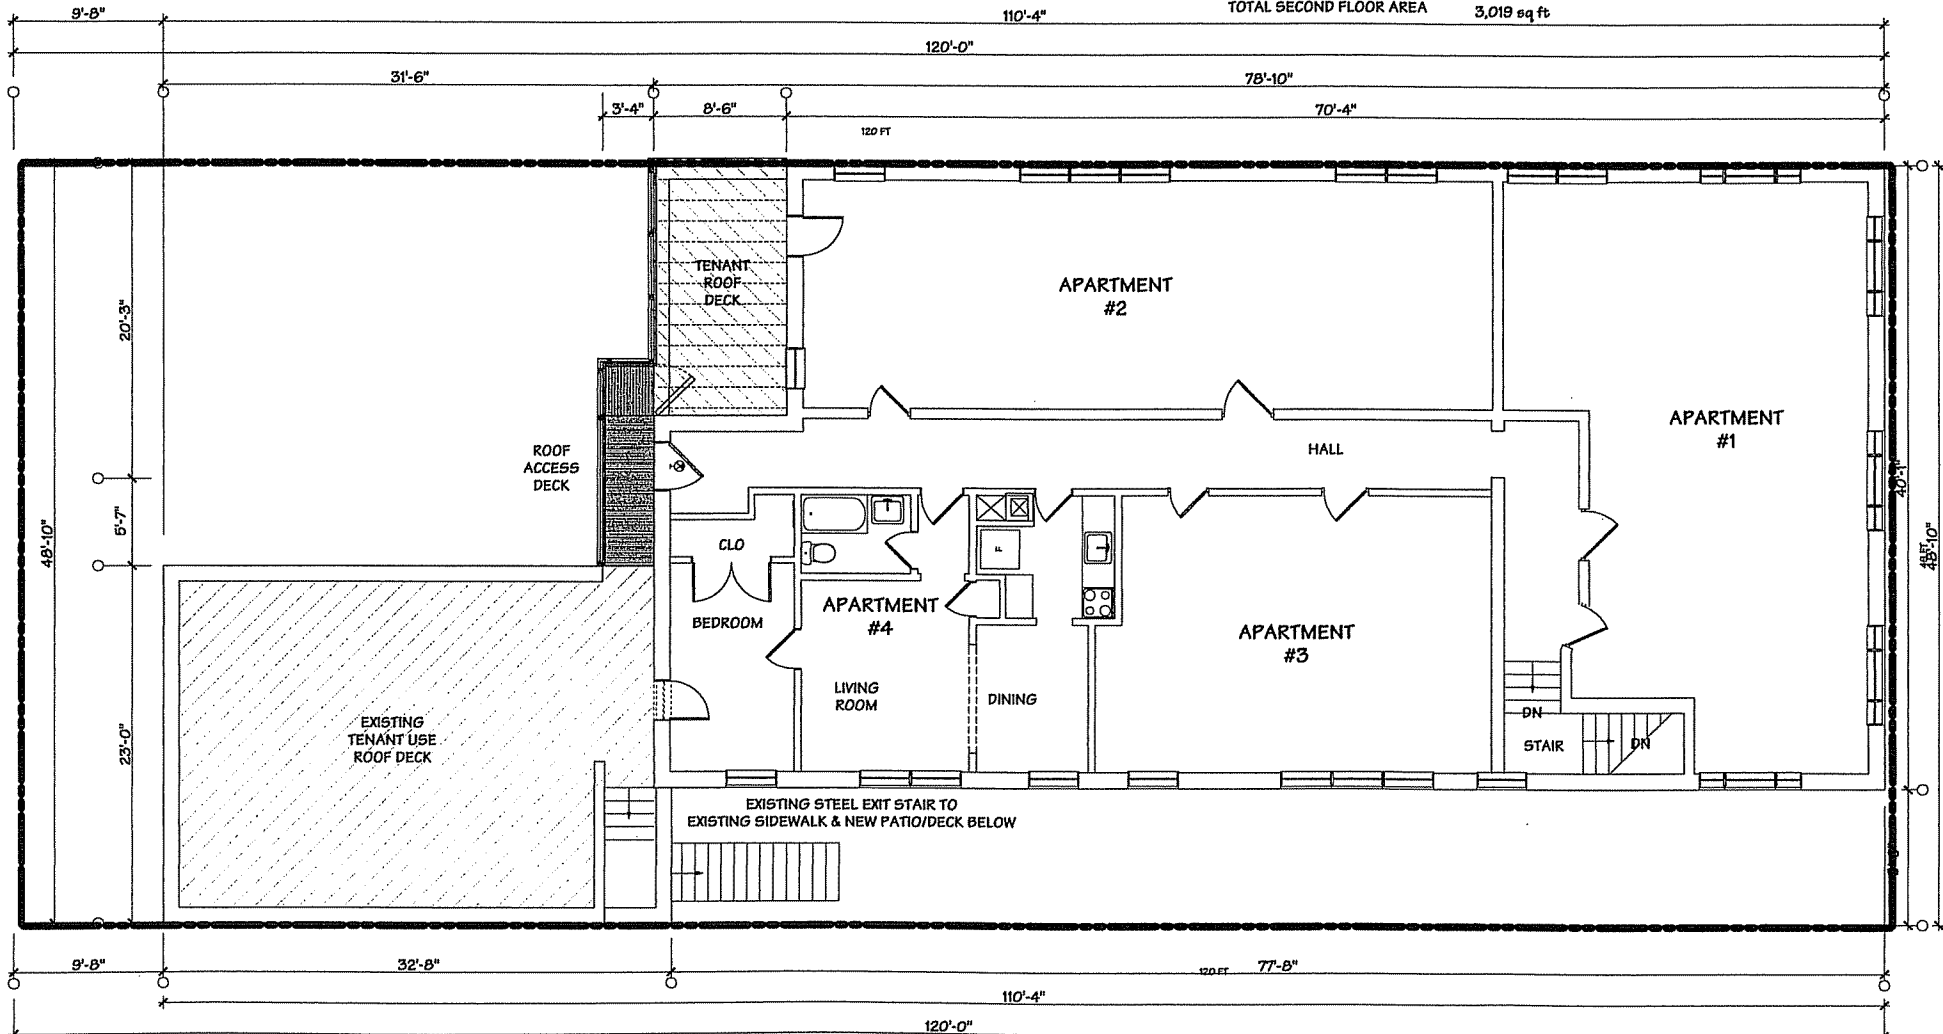 TOTAL SECOND FLOOR AREA 3,019 sq ft
9'-8" 110'-4"
120'-0"
31'-6" 78'-10"
3'-4" 8'-6" 70'-4"
120 FT
TENANT
ROOF
DECK
APARTMENT
#2
20'-3"
APARTMENT
#1
ROOF
ACCESS
DECK
HALL
40'-1"
5'-7"
48'-10"
48'-10"
CLO
F
APARTMENT
#4
BEDROOM
APARTMENT
#3
LIVING
ROOM
DINING
EXISTING
TENANT USE
ROOF DECK
23'-0"
DN
STAIR
DN
EXISTING STEEL EXIT STAIR TO
EXISTING SIDEWALK & NEW PATIO/DECK BELOW
9'-8" 32'-8" 120 FT 77'-8"
110'-4"
120'-0"